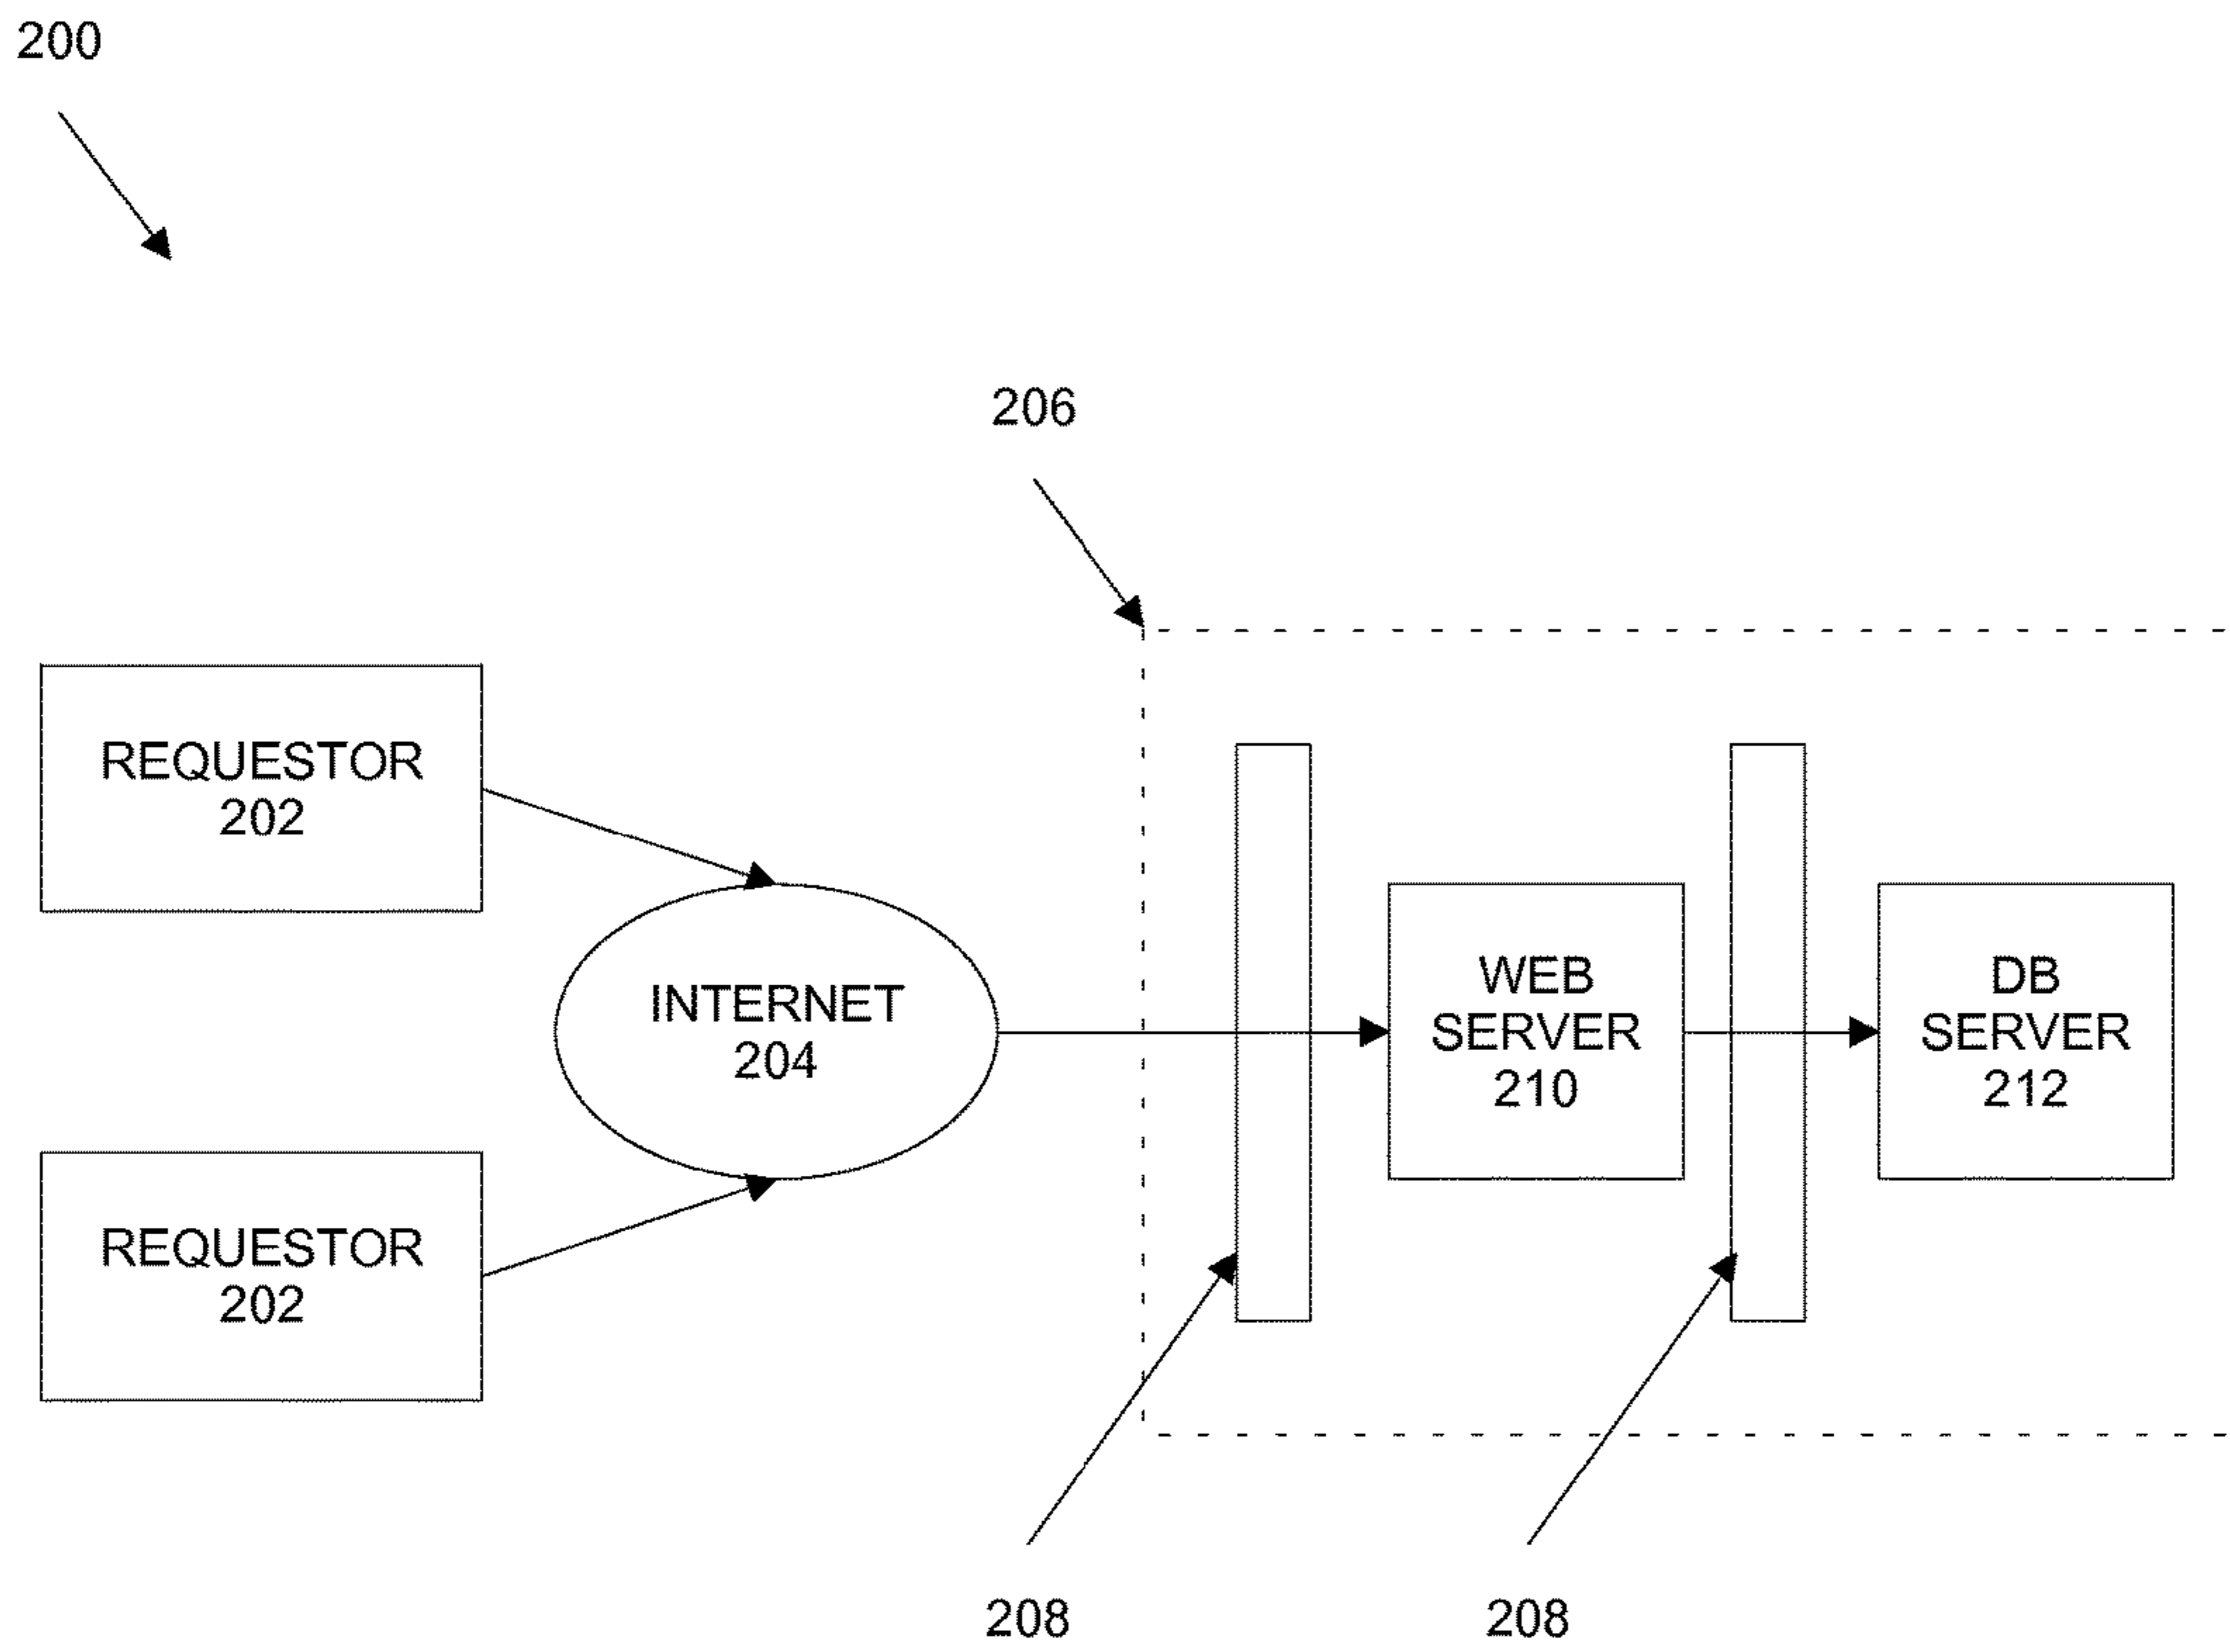 200
206
REQUESTOR
202
INTERNET
204
WEB
SERVER
210
DB
SERVER
212
REQUESTOR
202
208
208